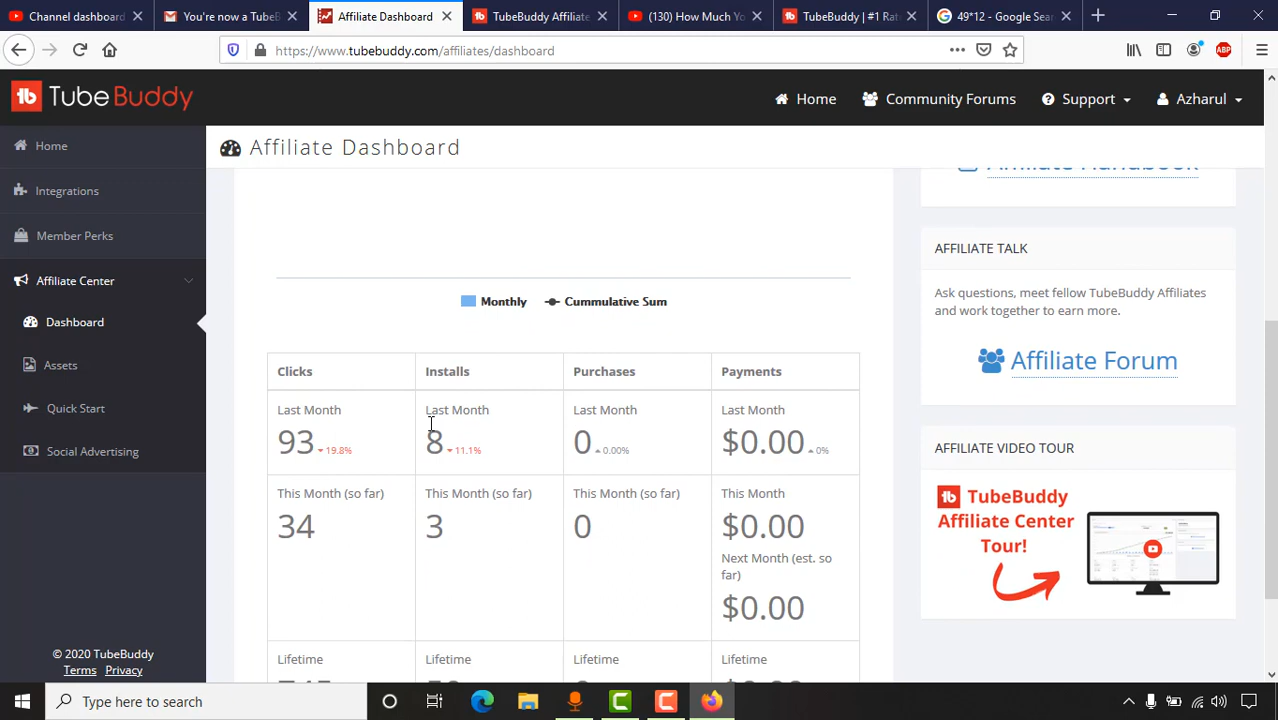 Channel dashboard
You're now a TubeB
Affiliate Dashboard
TubeBuddy Affiliate
(130) How Much Yo
TubeBuddy | #1 Rat
49*12 - Google Sear
https://www.tubebuddy.com/affiliates/dashboard
ABP
tb TubeBuddy
Home
Community Forums
Support
Azharul
Home
Integrations
Member Perks
Affiliate Center
Dashboard
Assets
Quick Start
Social Advertising
© 2020 TubeBuddy
Terms Privacy
Affiliate Dashboard
Monthly Cummulative Sum
Clicks Installs Purchases Payments
Last Month Last Month Last Month Last Month
93 19.8% 8 11.1% 0 0.00% $0.00 0%
This Month (so far) This Month (so far) This Month (so far) This Month
34 3 0 $0.00
Next Month (est. so
far)
$0.00
Lifetime Lifetime Lifetime Lifetime
Affiliate Handbook
AFFILIATE TALK
Ask questions, meet fellow TubeBuddy Affiliates
and work together to earn more.
Affiliate Forum
AFFILIATE VIDEO TOUR
tb TubeBuddy
Affiliate Center
Tour!
Type here to search